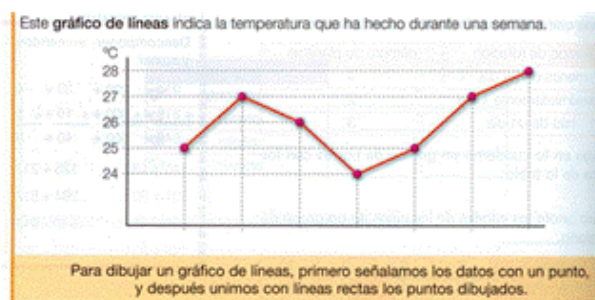 Este gráfico de líneas indica la temperatura que ha hecho durante una semana.
ºC
28
27
26
25
24
Para dibujar un gráfico de líneas, primero señalamos los datos con un punto,
y después unimos con líneas rectas los puntos dibujados.